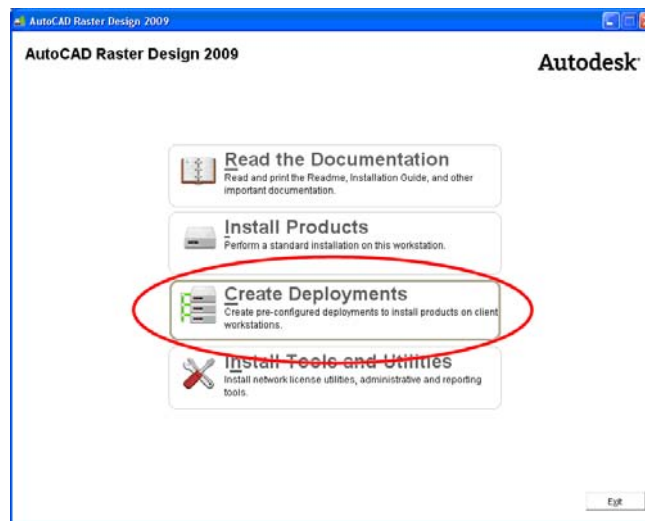 AutoCAD Raster Design 2009
AutoCAD Raster Design 2009
Autodesk
Read the Documentation
Read and print the Readme, Installation Guide, and other
important documentation.
Install Products
Perform a standard installation on this workstation.
Create Deployments
Create pre-configured deployments to install products on client
workstations.
Install Tools and Utilities
Install network license utilities, administrative and reporting
tools.
Exit